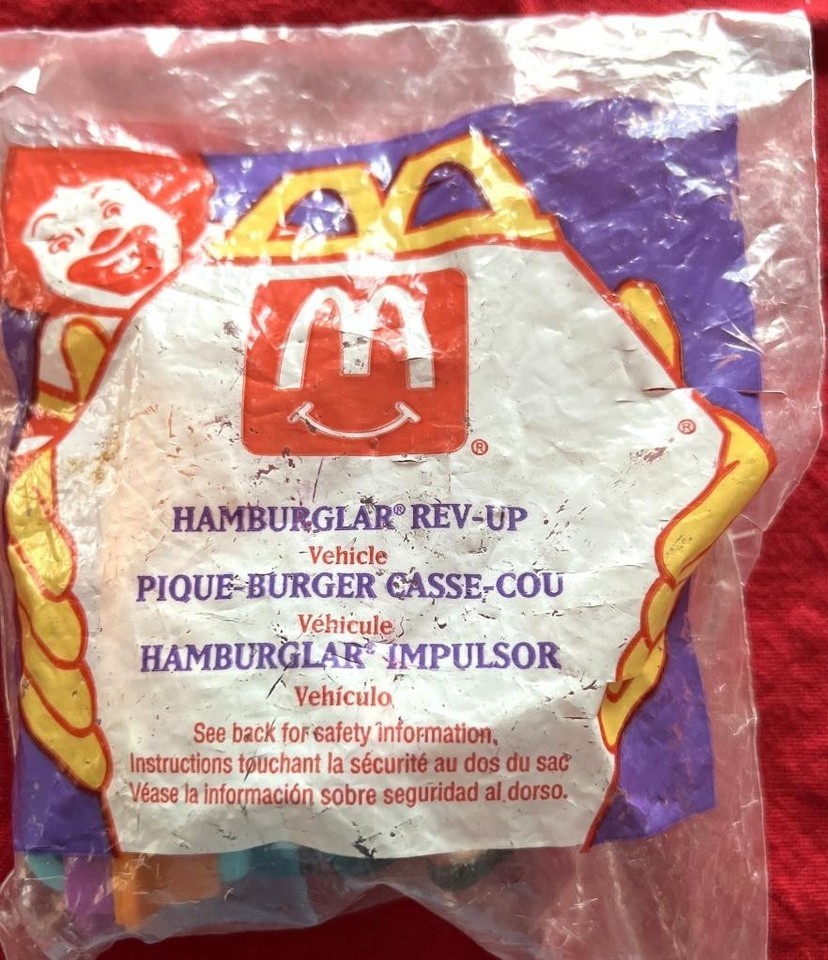 M
®
®
HAMBURGLAR® REV-UP
Vehicle
PIQUE-BURGER CASSE-COU
Véhicule
HAMBURGLAR® IMPULSOR
Vehículo
See back for safety information.
Instructions touchant la sécurité au dos du sac
Véase la información sobre seguridad al dorso.